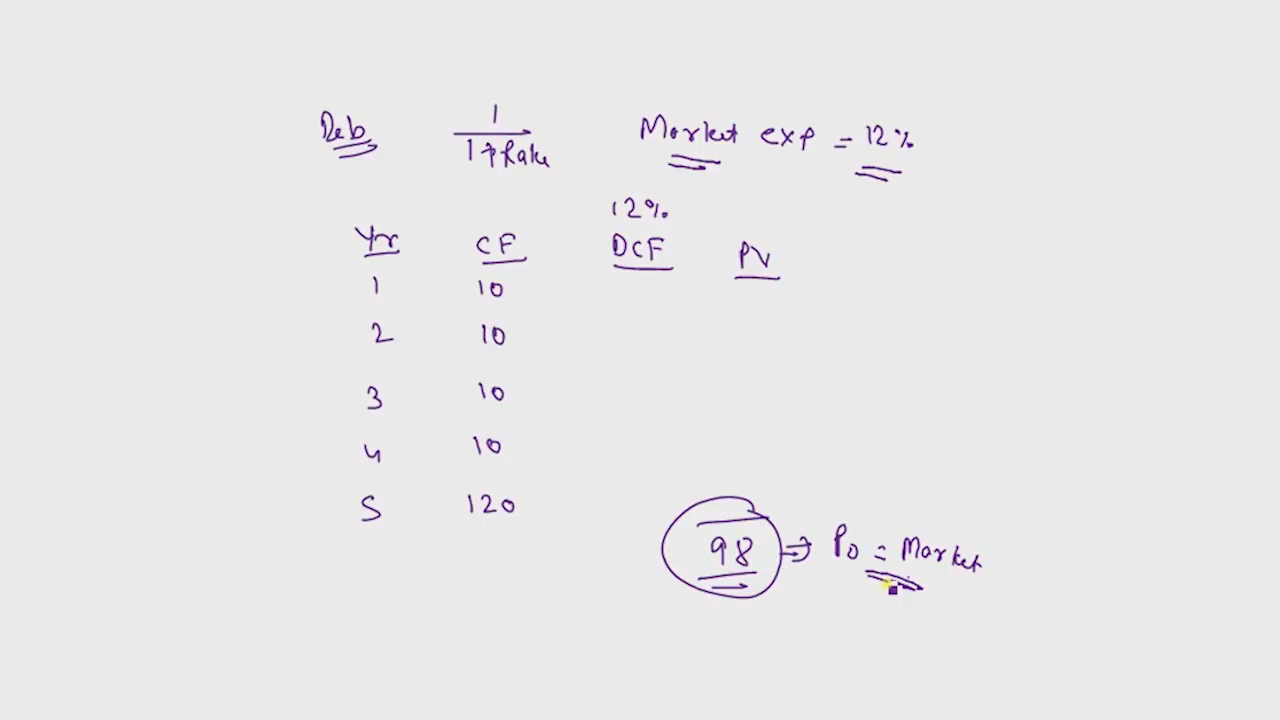 Deb 1 Market exp = 12%
1+Rate
12%
Yr CF DCF PV
1 10
2 10
3 10
4 10
5 120
98 ⇒ P0 = Market